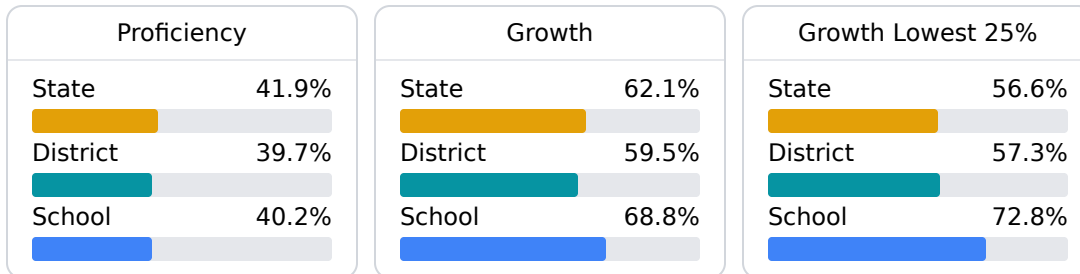 Proficiency
State 41.9%
District 39.7%
School 40.2%
Growth
State 62.1%
District 59.5%
School 68.8%
Growth Lowest 25%
State 56.6%
District 57.3%
School 72.8%